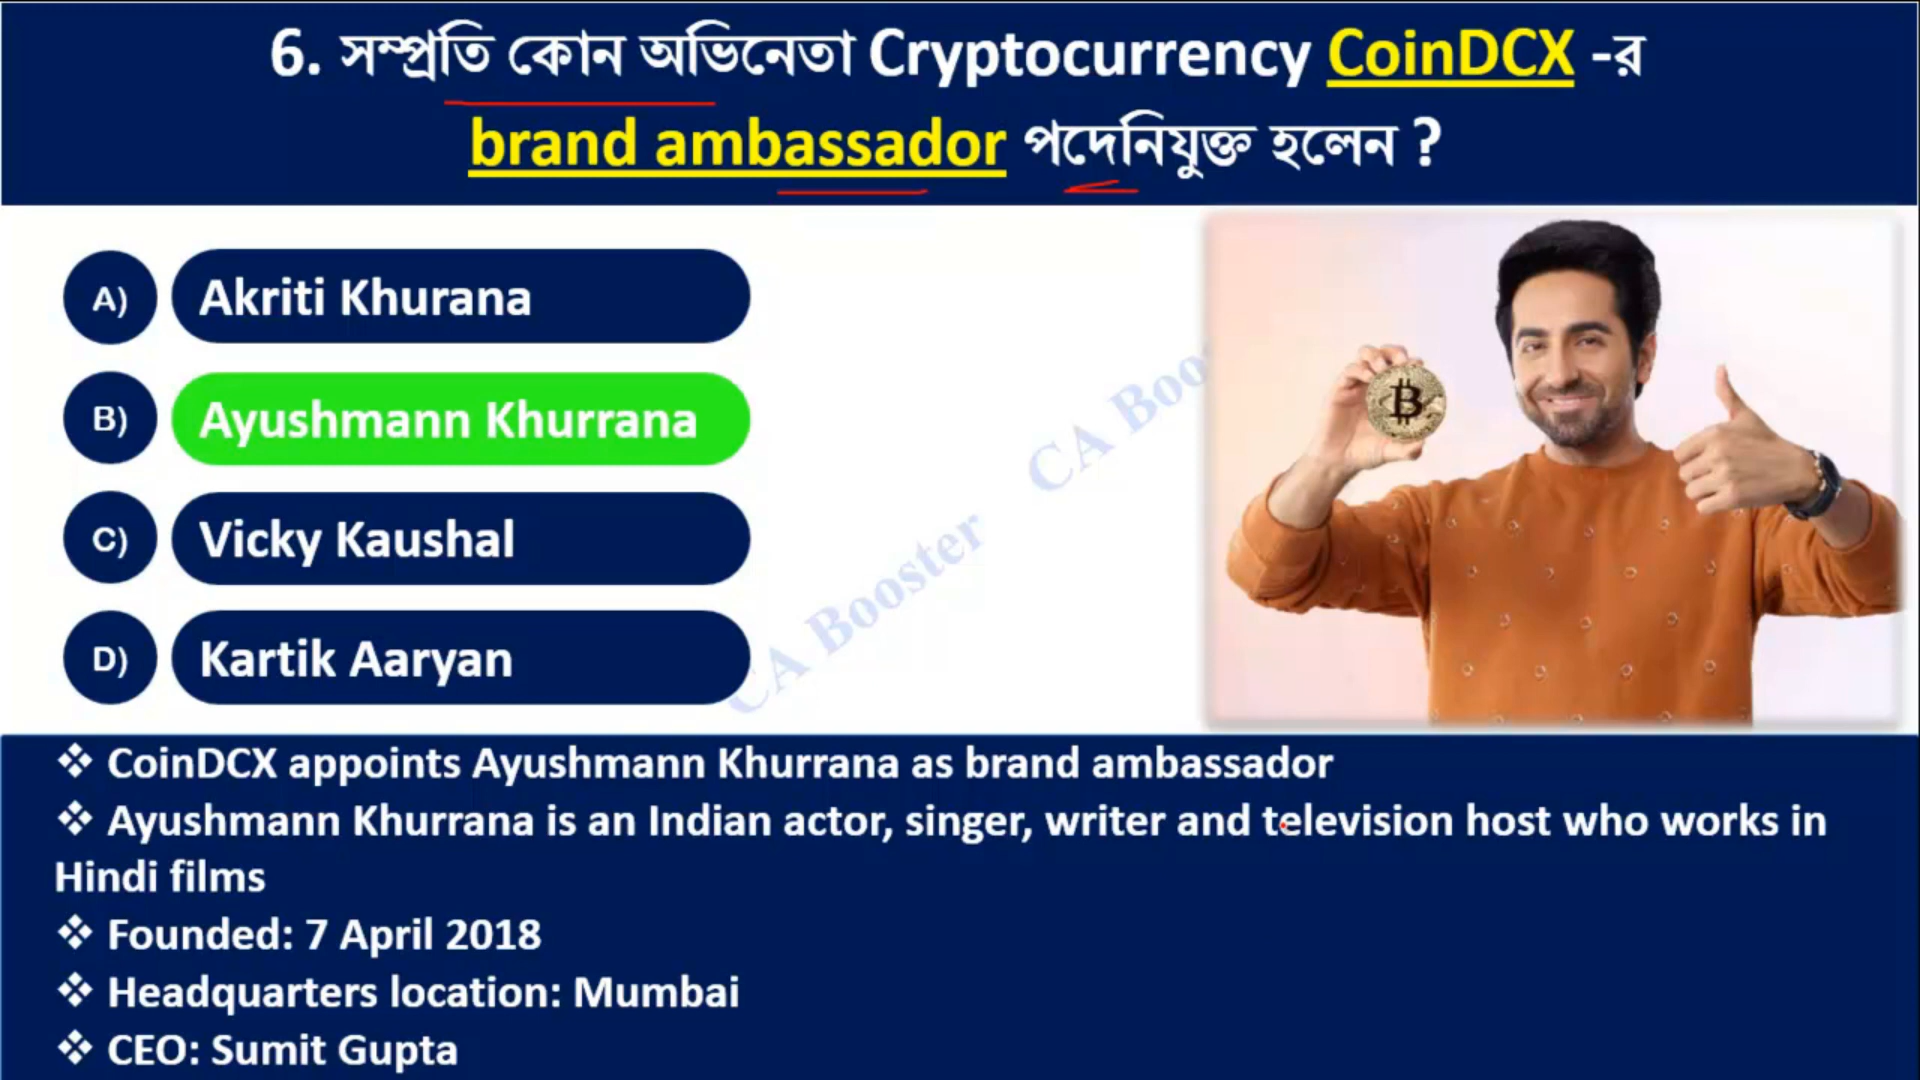 6. সম্প্রতি কোন অভিনেতা Cryptocurrency CoinDCX -র
brand ambassador পদেনিযুক্ত হলেন ?
A) Akriti Khurana
B) Ayushmann Khurrana
C) Vicky Kaushal
D) Kartik Aaryan
CA Booster
CA Boo
❖ CoinDCX appoints Ayushmann Khurrana as brand ambassador
❖ Ayushmann Khurrana is an Indian actor, singer, writer and television host who works in
Hindi films
❖ Founded: 7 April 2018
❖ Headquarters location: Mumbai
❖ CEO: Sumit Gupta